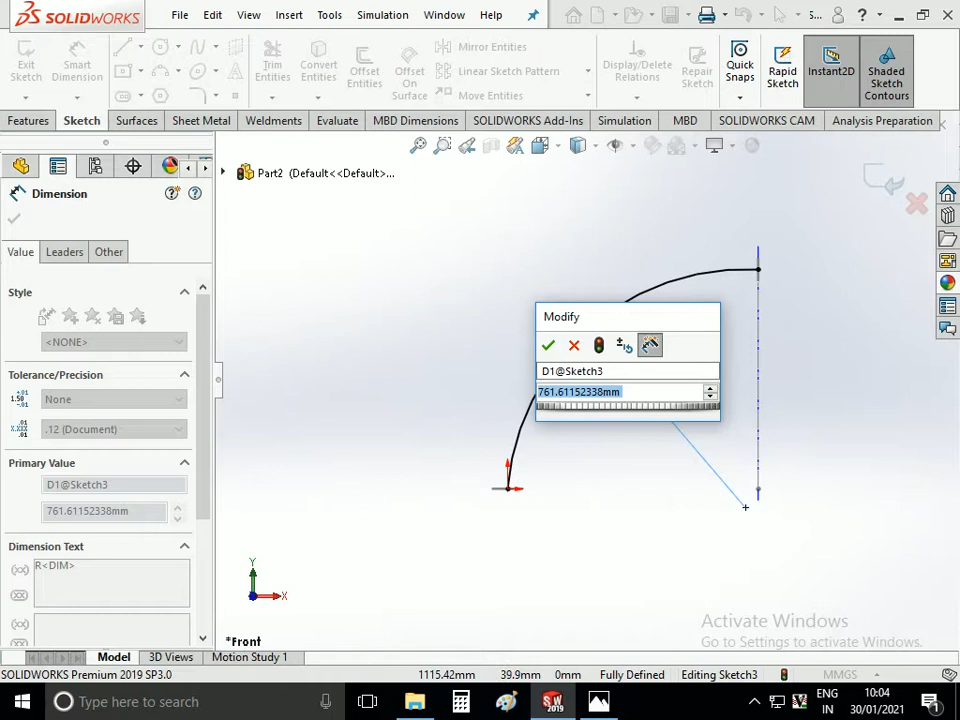 SOLIDWORKS
File Edit View Insert Tools Simulation Window Help
S...
Exit Sketch
Smart Dimension
Trim Entities
Convert Entities
Offset Entities
Offset On Surface
Mirror Entities
Linear Sketch Pattern
Move Entities
Display/Delete Relations
Repair Sketch
Quick Snaps
Rapid Sketch
Instant2D
Shaded Sketch Contours
Features Sketch Surfaces Sheet Metal Weldments Evaluate MBD Dimensions SOLIDWORKS Add-Ins Simulation MBD SOLIDWORKS CAM Analysis Preparation
Part2 (Default<<Default>...
Dimension
Value Leaders Other
Style
<NONE>
Tolerance/Precision
None
.12 (Document)
Primary Value
D1@Sketch3
761.61152338mm
Dimension Text
R<DIM>
Modify
D1@Sketch3
761.61152338mm
Y
X
*Front
Activate Windows
Go to Settings to activate Windows.
Model 3D Views Motion Study 1
SOLIDWORKS Premium 2019 SP3.0 1115.42mm 39.9mm 0mm Fully Defined Editing Sketch3 MMGS
Type here to search
ENG
IN
10:04
30/01/2021